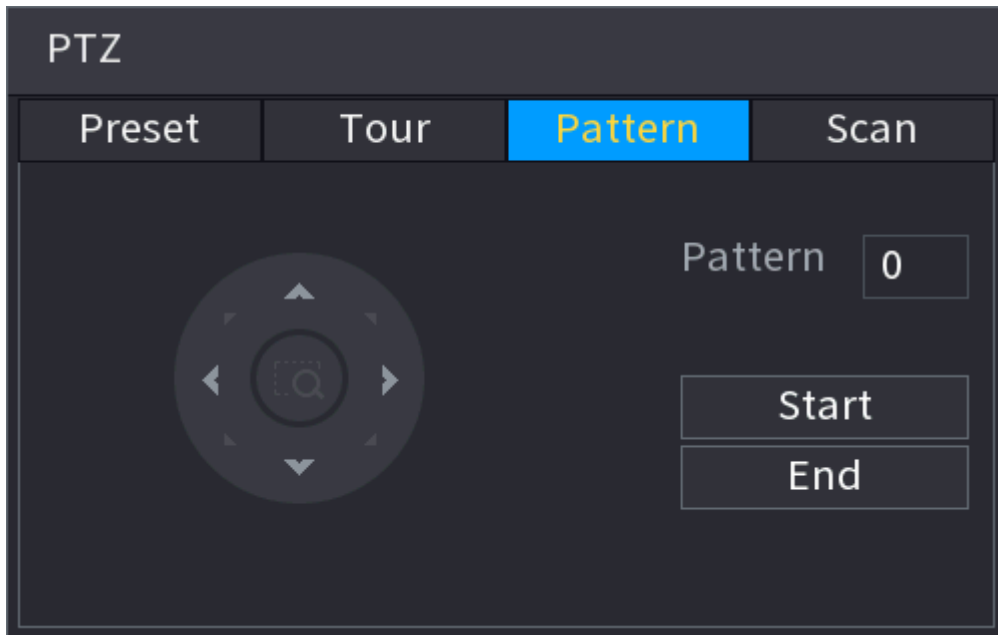 PTZ
Preset Tour Pattern Scan
Pattern 0
Start
End